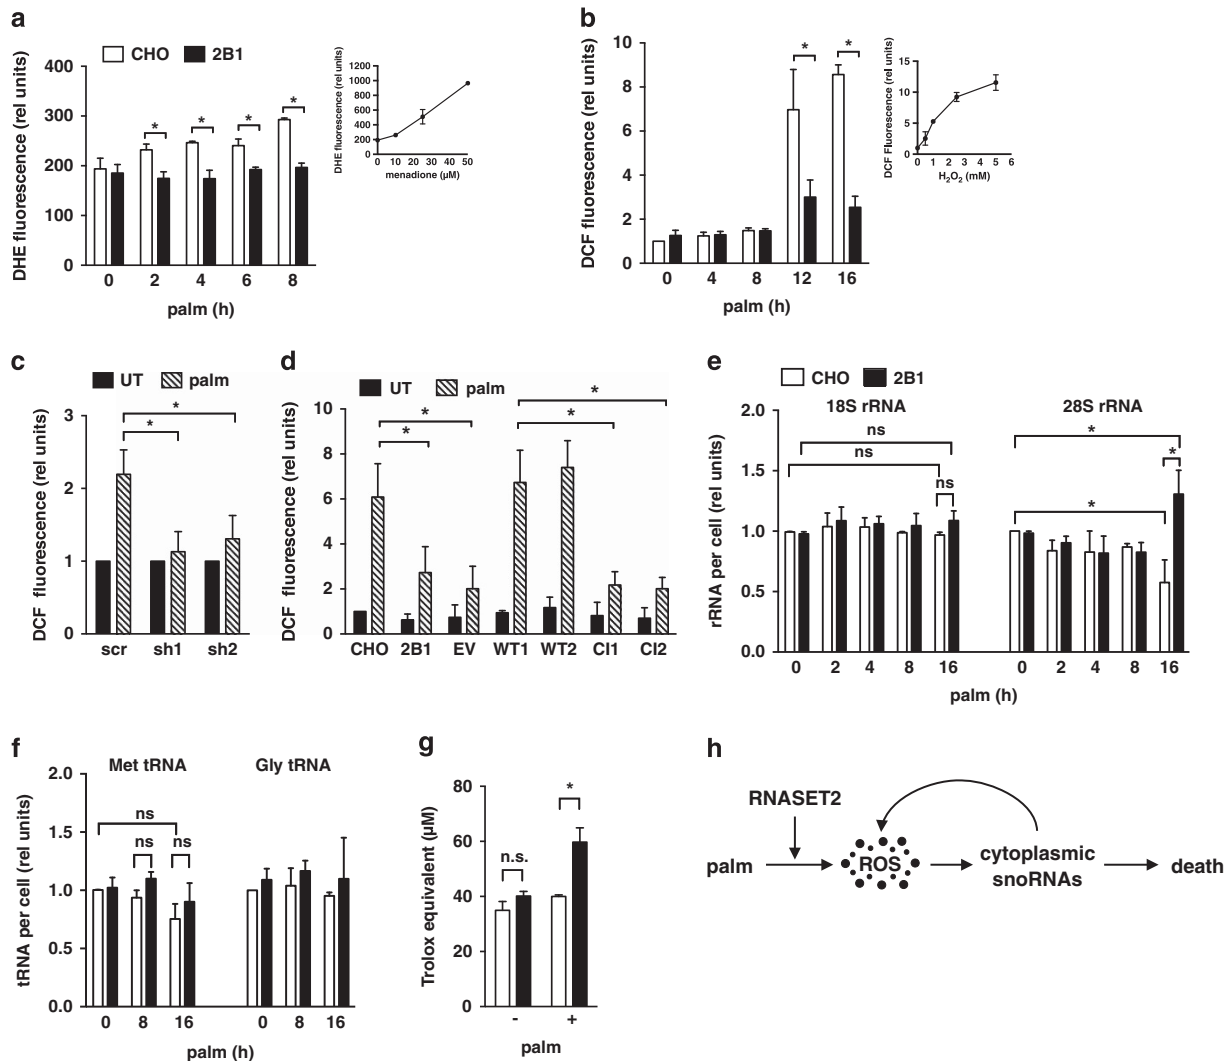 a
CHO 2B1
DHE fluorescence (rel units)
400
300
200
100
0
0 2 4 6 8
palm (h)
* * * *
DHE fluorescence (rel units)
1200
1000
800
600
400
200
0
0 10 20 30 40 50
menadione (µM)
b
DCF fluorescence (rel units)
10
8
6
4
2
0
0 4 8 12 16
palm (h)
* *
DCF Fluorescence (rel units)
15
10
5
0
0 1 2 3 4 5 6
H2O2 (mM)
c
UT palm
DCF fluorescence (rel units)
3
2
1
0
scr sh1 sh2
*
*
d
UT palm
DCF fluorescence (rel units)
10
8
6
4
2
0
CHO 2B1 EV WT1 WT2 CI1 CI2
*
*
*
*
e
CHO 2B1
18S rRNA 28S rRNA
rRNA per cell (rel units)
2.0
1.5
1.0
0.5
0.0
ns
ns
ns
*
*
*
0 2 4 8 16 0 2 4 8 16
palm (h)
f
Met tRNA Gly tRNA
tRNA per cell (rel units)
2.0
1.5
1.0
0.5
0.0
ns
ns ns
0 8 16 0 8 16
palm (h)
g
Trolox equivalent (µM)
80
60
40
20
0
n.s.
*
- +
palm
h
RNASET2
palm ROS cytoplasmic snoRNAs death